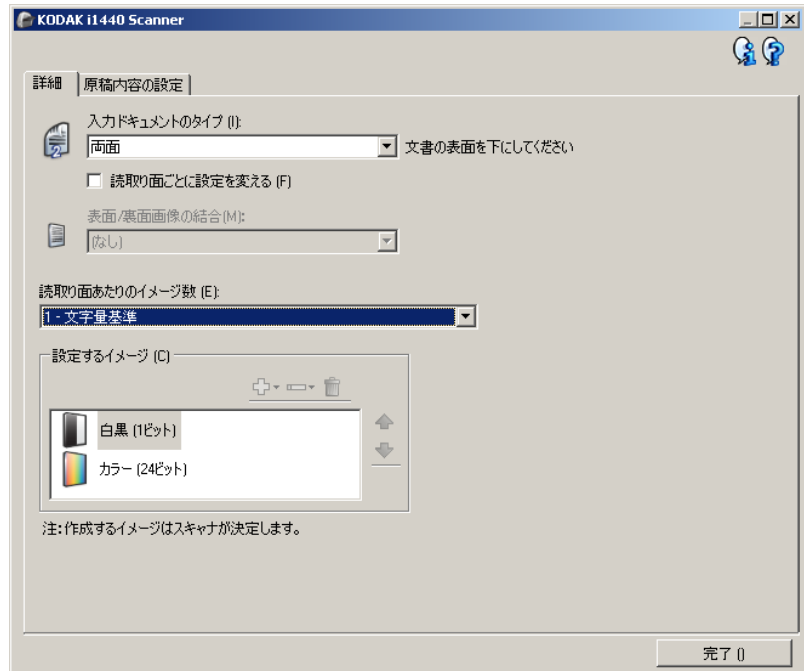 KODAK i1440 Scanner
詳細
原稿内容の設定
入力ドキュメントのタイプ (I):
両面
文書の表面を下にしてください
読取り面ごとに設定を変える (F)
表面/裏面画像の結合(M):
(なし)
読取り面あたりのイメージ数 (E):
1 - 文字量基準
設定するイメージ (C)
白黒 (1ビット)
カラー (24ビット)
注:作成するイメージはスキャナが決定します。
完了 ()